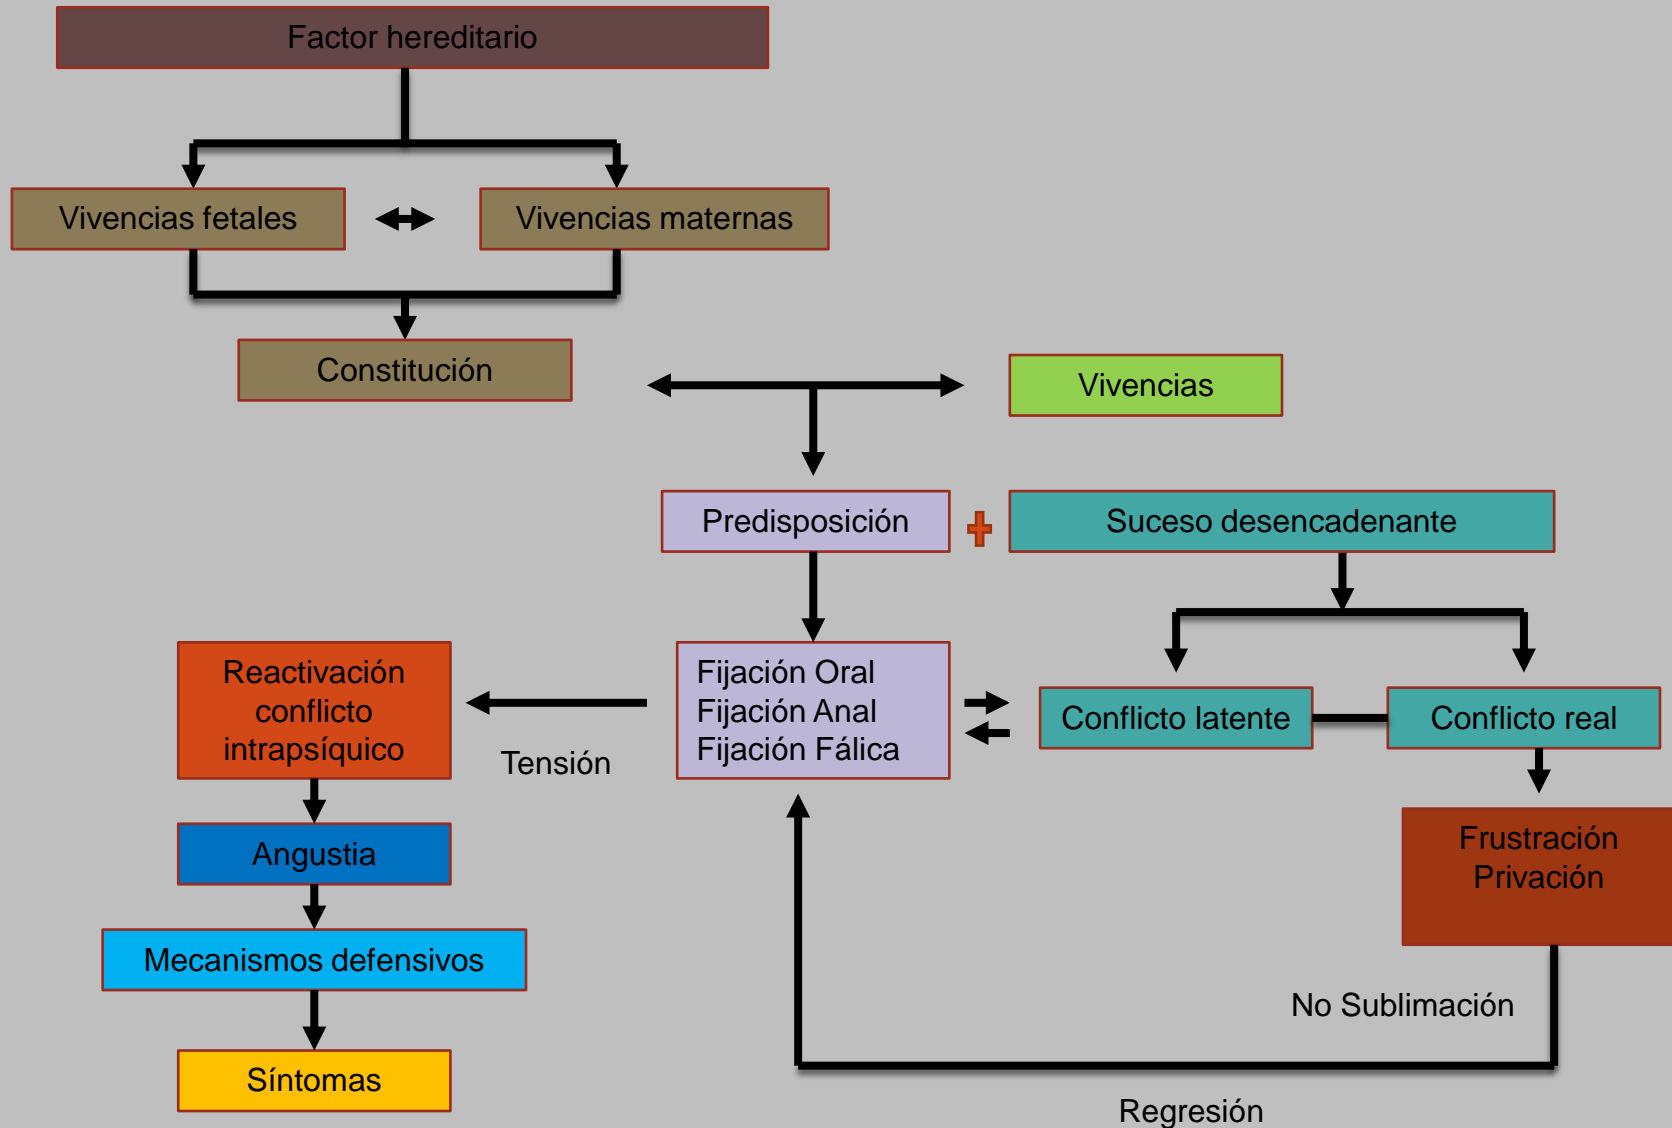 Factor hereditario
Vivencias fetales
Vivencias maternas
Constitución
Vivencias
Predisposición
Suceso desencadenante
Reactivación
conflicto
intrapsíquico
Tensión
Fijación Oral
Fijación Anal
Fijación Fálica
Conflicto latente
Conflicto real
Angustia
Frustración
Privación
Mecanismos defensivos
No Sublimación
Síntomas
Regresión